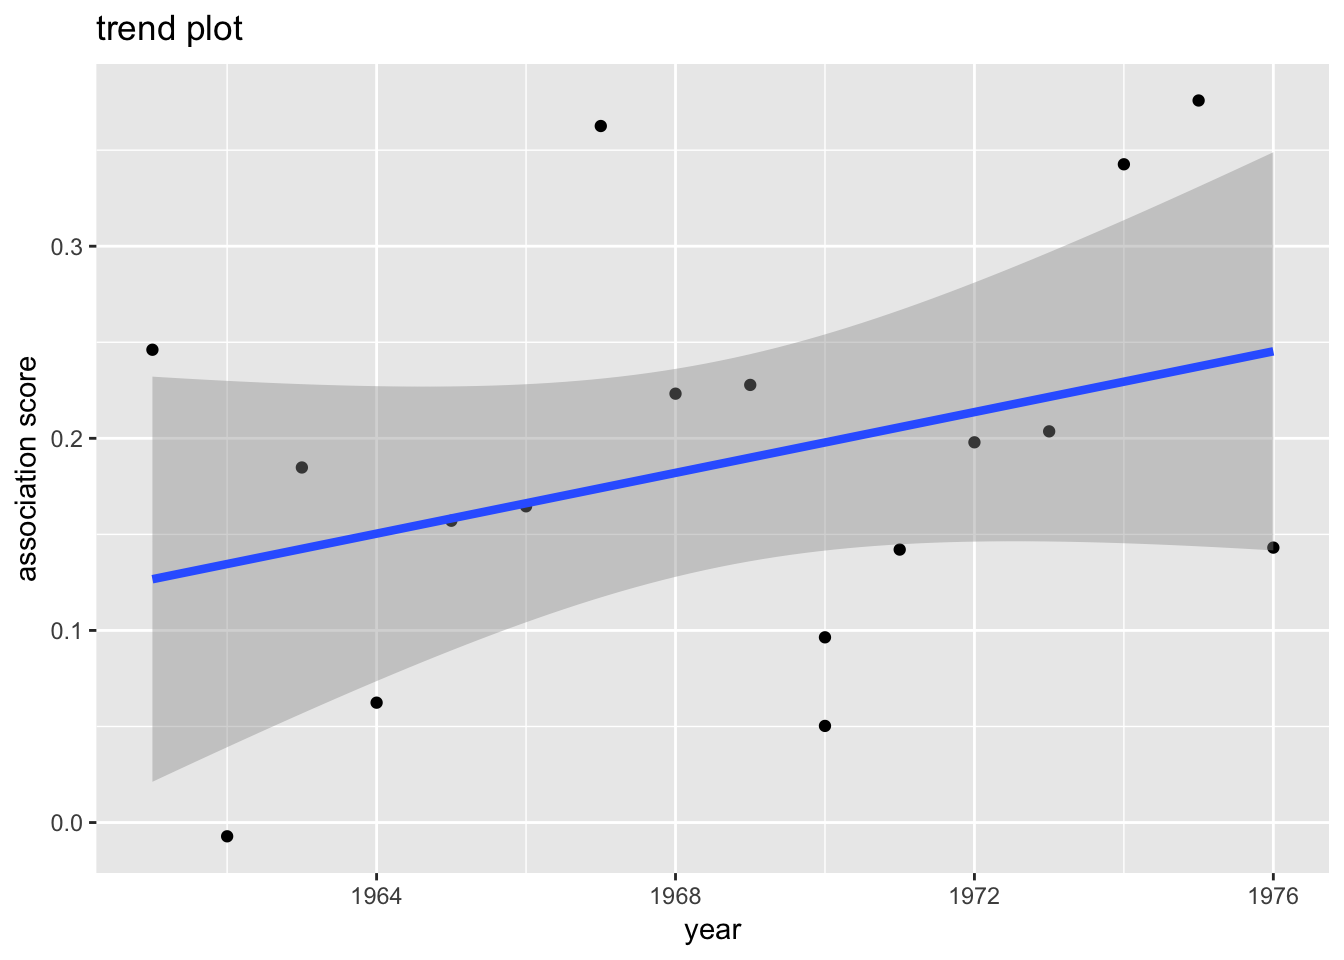 trend plot
association score
0.3
0.2
0.1
0.0
1964 1968 1972 1976
year